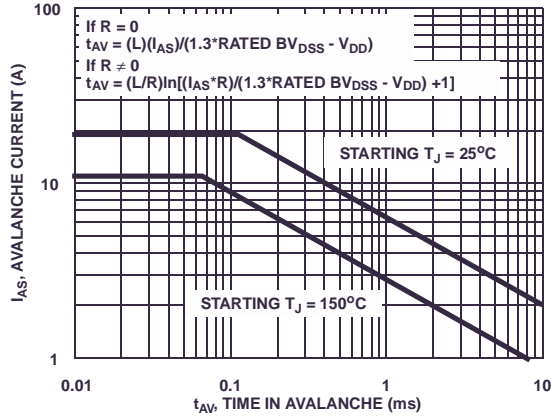 100
If R = 0
tAV = (L)(IAS)/(1.3*RATED BVDSS - VDD)
If R ≠ 0
tAV = (L/R)ln[(IAS*R)/(1.3*RATED BVDSS - VDD) +1]
STARTING TJ = 25°C
10
IAS, AVALANCHE CURRENT (A)
STARTING TJ = 150°C
1
0.01
0.1
1
10
tAV, TIME IN AVALANCHE (ms)